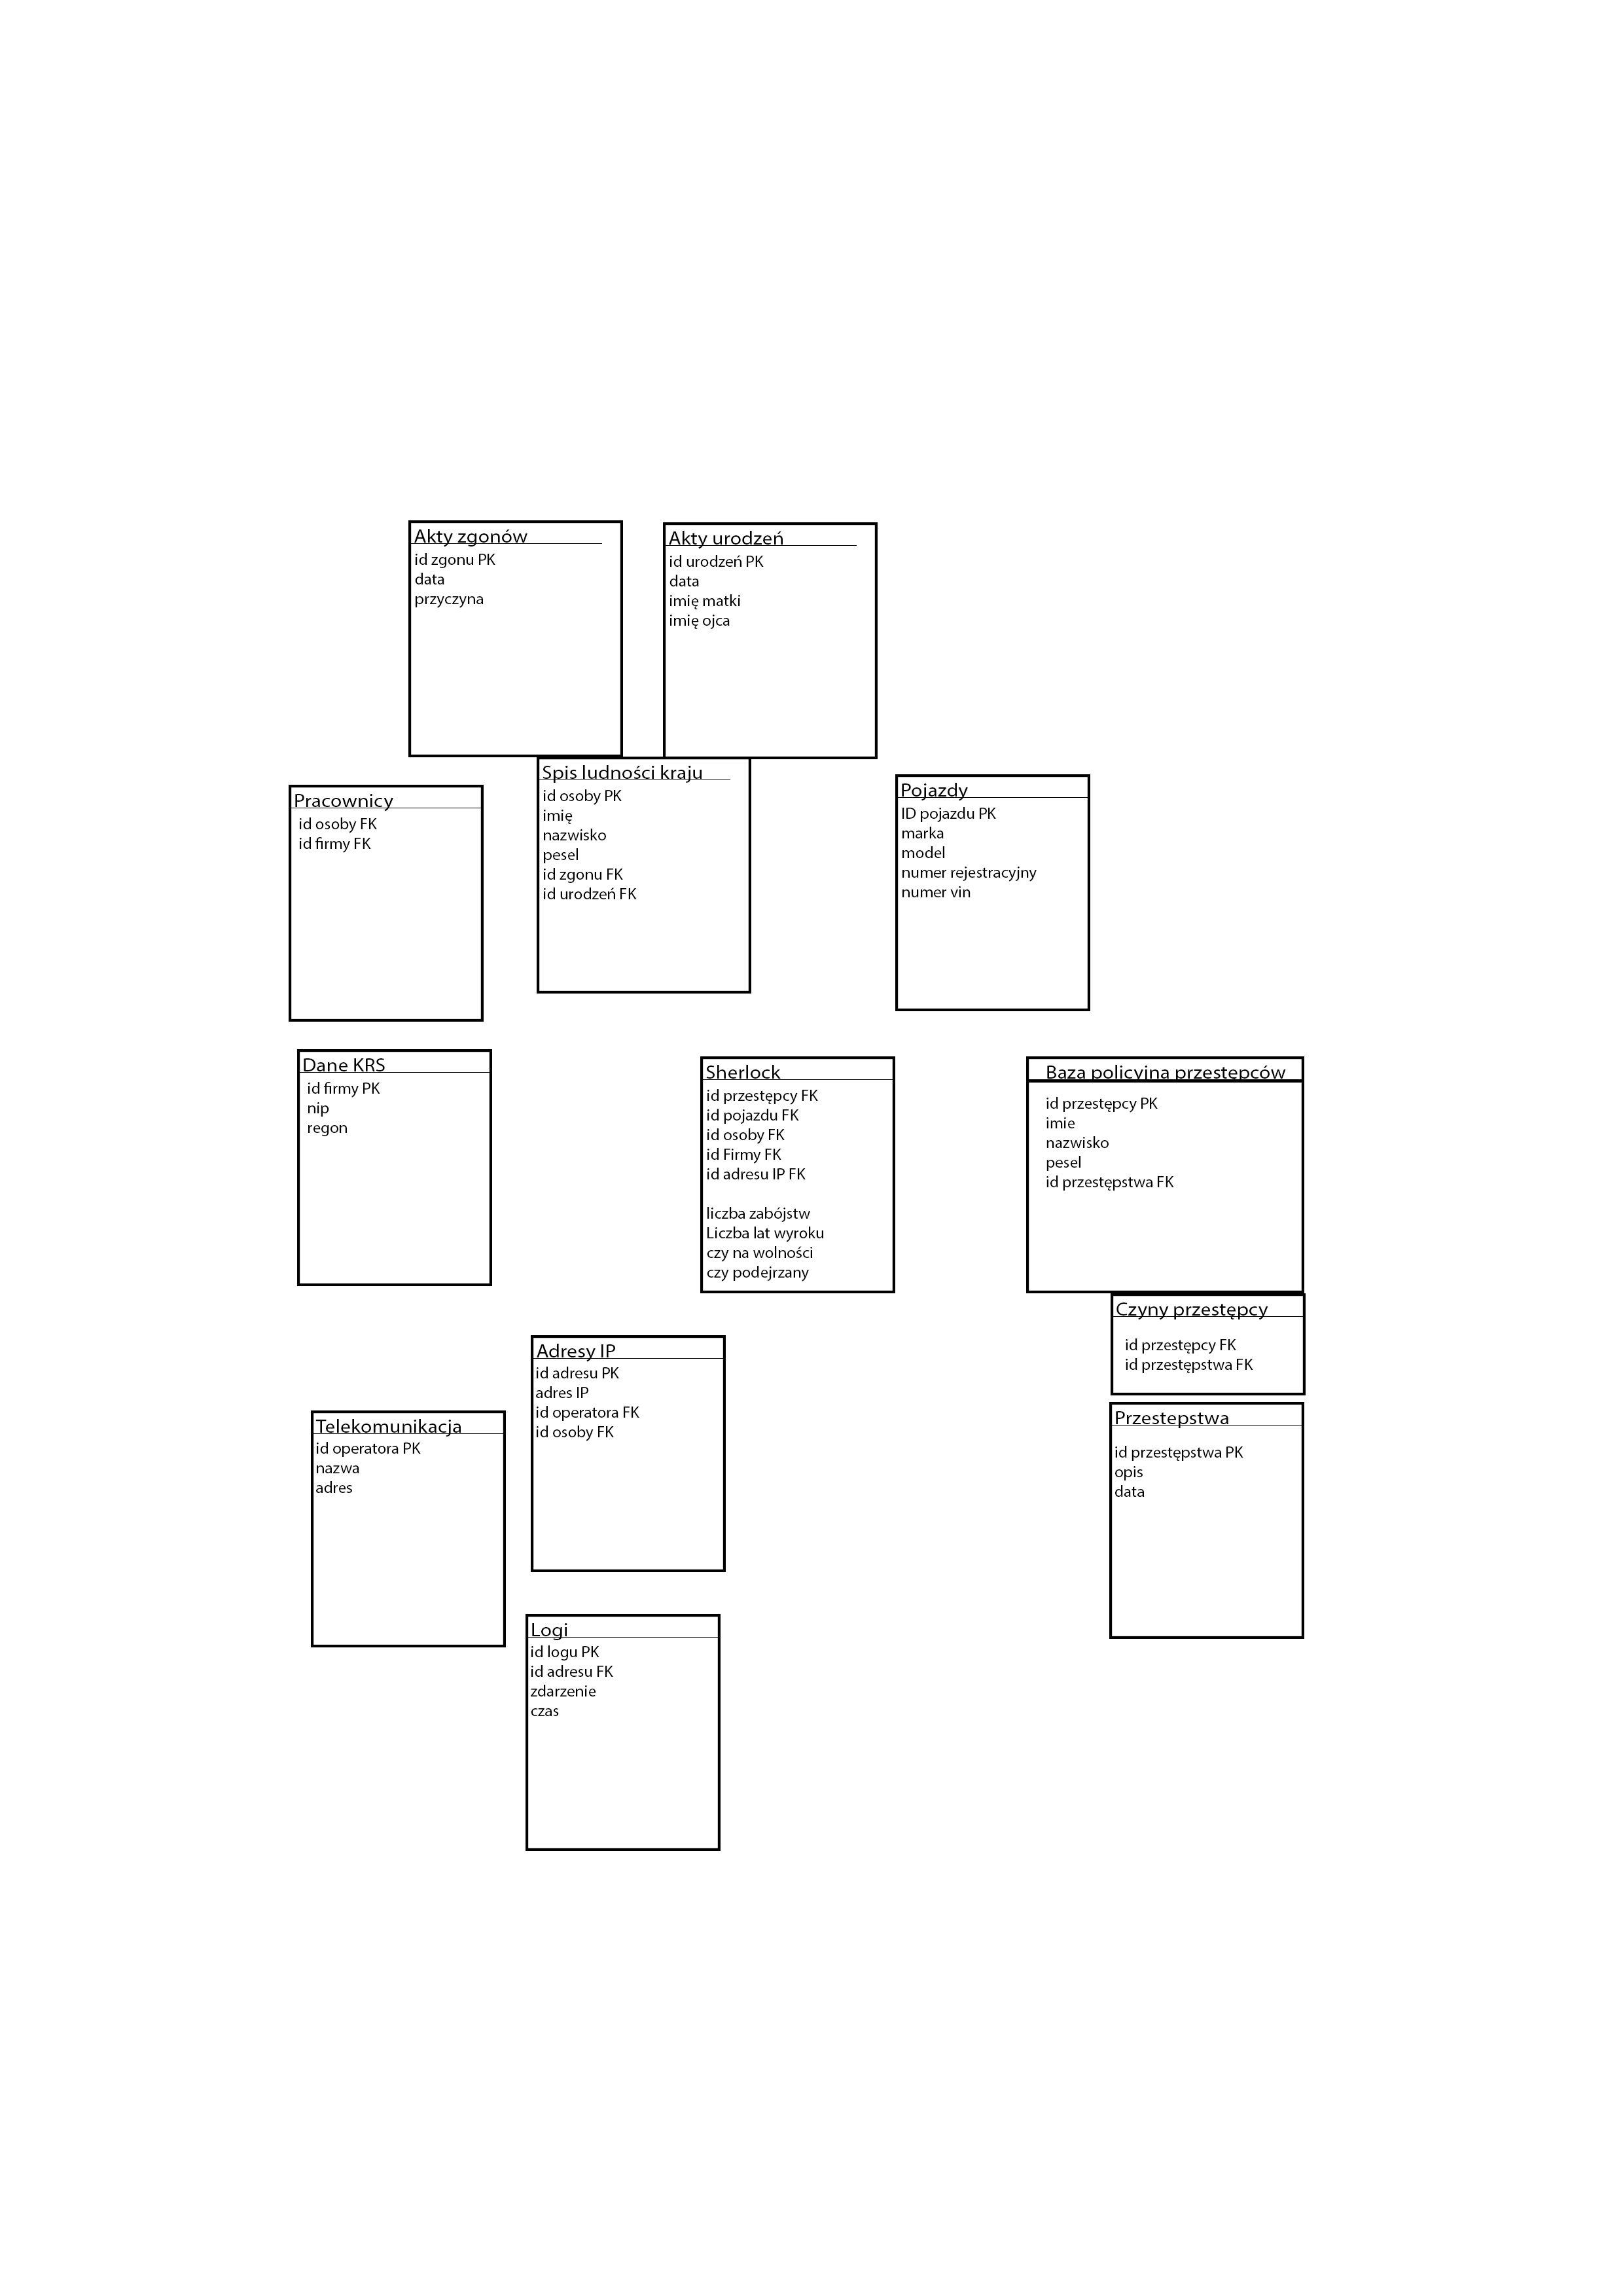 Akty zgonów
id zgonu PK
data
przyczyna
Akty urodzeń
id urodzeń PK
data
imię matki
imię ojca
Pracownicy
id osoby FK
id firmy FK
Spis ludności kraju
id osoby PK
imię
nazwisko
pesel
id zgonu FK
id urodzeń FK
Pojazdy
ID pojazdu PK
marka
model
numer rejestracyjny
numer vin
Dane KRS
id firmy PK
nip
regon
Sherlock
id przestępcy FK
id pojazdu FK
id osoby FK
id Firmy FK
id adresu IP FK
liczba zabójstw
Liczba lat wyroku
czy na wolności
czy podejrzany
Baza policyjna przestępców
id przestępcy PK
imie
nazwisko
pesel
id przestępstwa FK
Czyny przestępcy
id przestępcy FK
id przestępstwa FK
Adresy IP
id adresu PK
adres IP
id operatora FK
id osoby FK
Telekomunikacja
id operatora PK
nazwa
adres
Przestepstwa
id przestępstwa PK
opis
data
Logi
id logu PK
id adresu FK
zdarzenie
czas